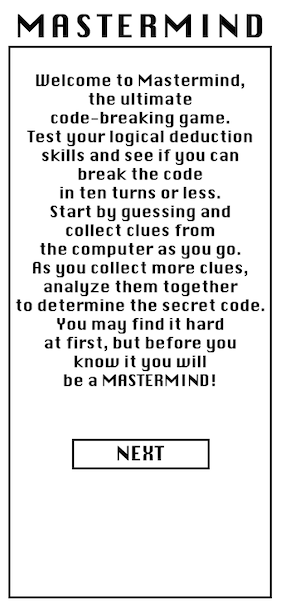 MASTERMIND
Welcome to Mastermind,
the ultimate
code-breaking game.
Test your logical deduction
skills and see if you can
break the code
in ten turns or less.
Start by guessing and
collect clues from
the computer as you go.
As you collect more clues,
analyze them together
to determine the secret code.
You may find it hard
at first, but before you
know it you will
be a MASTERMIND!
NEXT